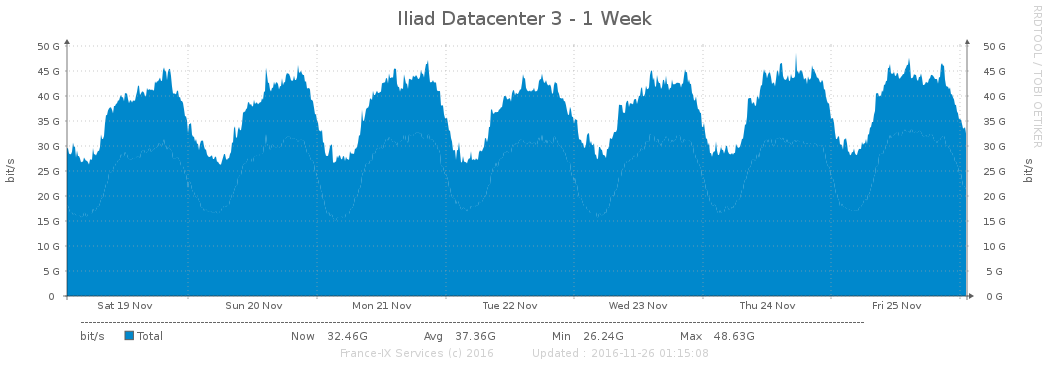 Iliad Datacenter 3 - 1 Week
RRDTOOL / TOBI OETIKER
bit/s
50 G 50 G
45 G 45 G
40 G 40 G
35 G 35 G
30 G 30 G
25 G 25 G
20 G 20 G
15 G 15 G
10 G 10 G
5 G 5 G
0 0 G
bit/s
Sat 19 Nov Sun 20 Nov Mon 21 Nov Tue 22 Nov Wed 23 Nov Thu 24 Nov Fri 25 Nov
bit/s Total Now 32.46G Avg 37.36G Min 26.24G Max 48.63G
France-IX Services (c) 2016 Updated : 2016-11-26 01:15:08